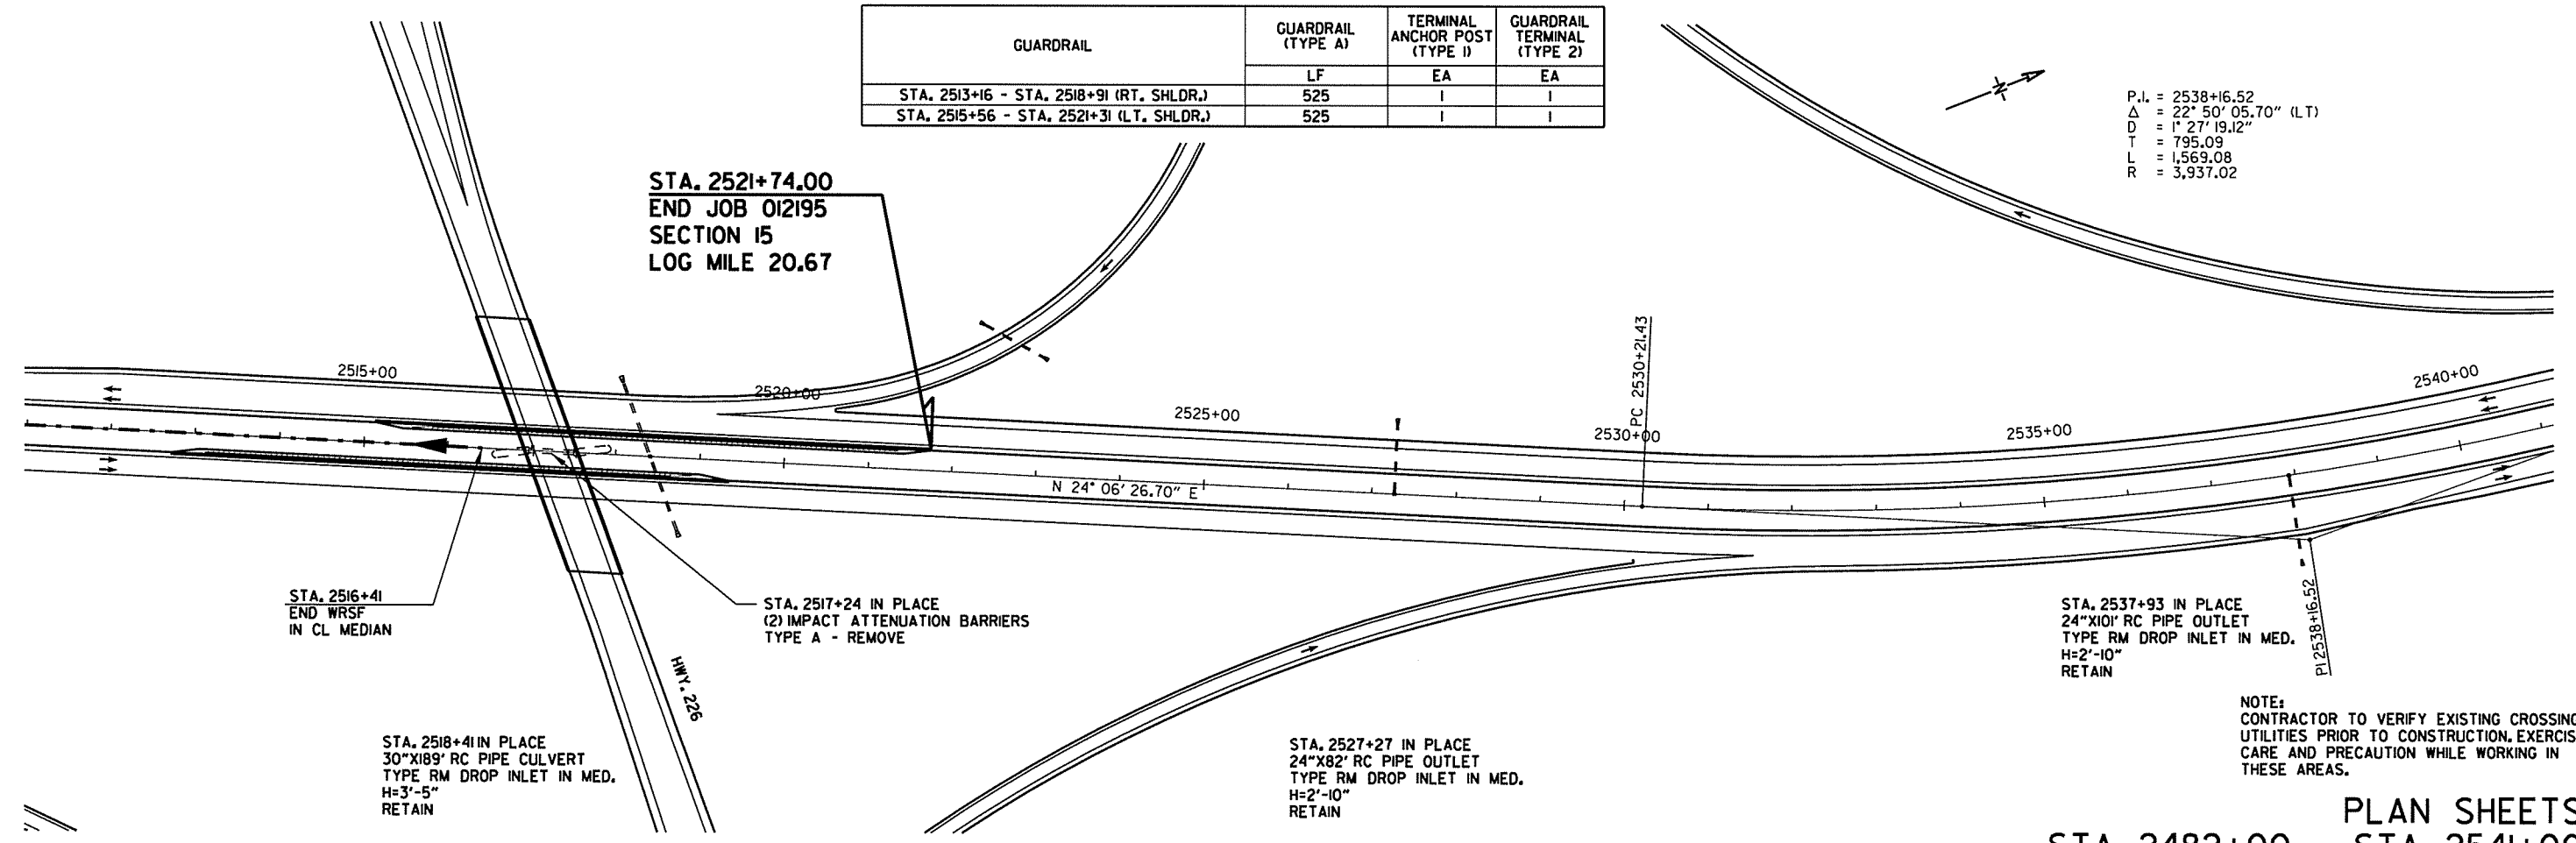 GUARDRAIL
GUARDRAIL
(TYPE A)
TERMINAL
ANCHOR POST
(TYPE 1)
GUARDRAIL
TERMINAL
(TYPE 2)
LF EA EA
STA. 2513+16 - STA. 2518+91 (RT. SHLDR.) 525 1 1
STA. 2515+56 - STA. 2521+31 (LT. SHLDR.) 525 1 1
N
P.I. = 2538+16.52
Δ = 22° 50' 05.70" (LT)
D = 1° 27' 19.12"
T = 795.09
L = 1,569.08
R = 3,937.02
STA. 2521+74.00
END JOB 012195
SECTION 15
LOG MILE 20.67
2515+00
2520+00
2525+00
2530+00
PC 2530+21.43
2535+00
2540+00
N 24° 06' 26.70" E
STA. 2516+41
END WRSF
IN CL MEDIAN
STA. 2517+24 IN PLACE
(2) IMPACT ATTENUATION BARRIERS
TYPE A - REMOVE
HWY. 226
STA. 2518+41 IN PLACE
30"X189' RC PIPE CULVERT
TYPE RM DROP INLET IN MED.
H=3'-5"
RETAIN
STA. 2527+27 IN PLACE
24"X82' RC PIPE OUTLET
TYPE RM DROP INLET IN MED.
H=2'-10"
RETAIN
STA. 2537+93 IN PLACE
24"X101' RC PIPE OUTLET
TYPE RM DROP INLET IN MED.
H=2'-10"
RETAIN
PI 2538+16.52
NOTE:
CONTRACTOR TO VERIFY EXISTING CROSSING
UTILITIES PRIOR TO CONSTRUCTION. EXERCIS
CARE AND PRECAUTION WHILE WORKING IN
THESE AREAS.
PLAN SHEETS